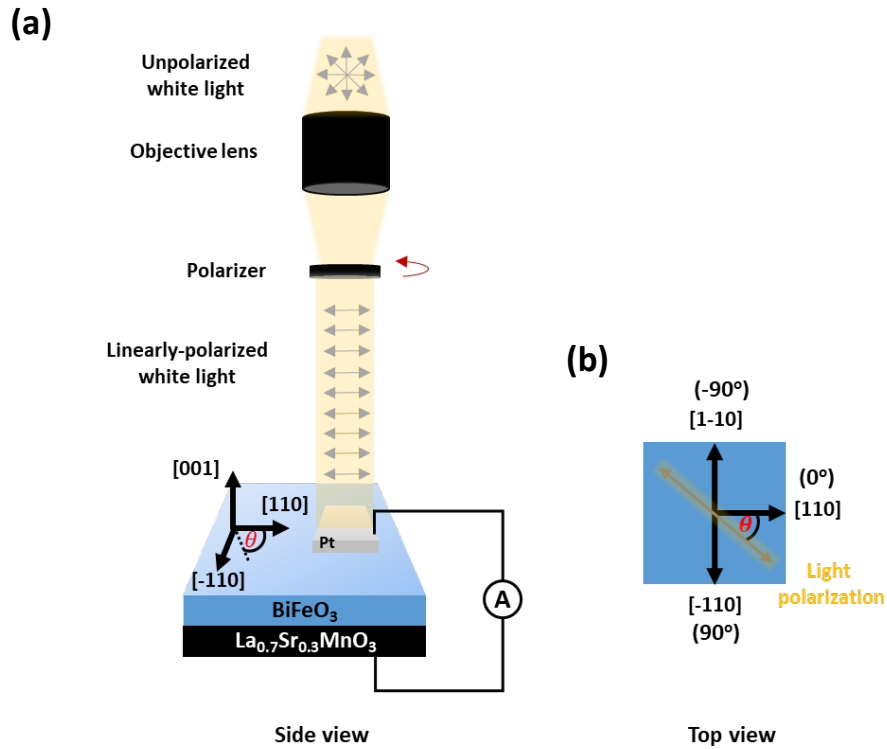 (a)
Unpolarized
white light
Objective lens
Polarizer
Linearly-polarized
white light
[001]
[110]
θ
[-110]
Pt
A
BiFeO3
La0.7Sr0.3MnO3
Side view
(b)
(-90°)
[1-10]
(0°)
[110]
θ
Light
polarization
[-110]
(90°)
Top view